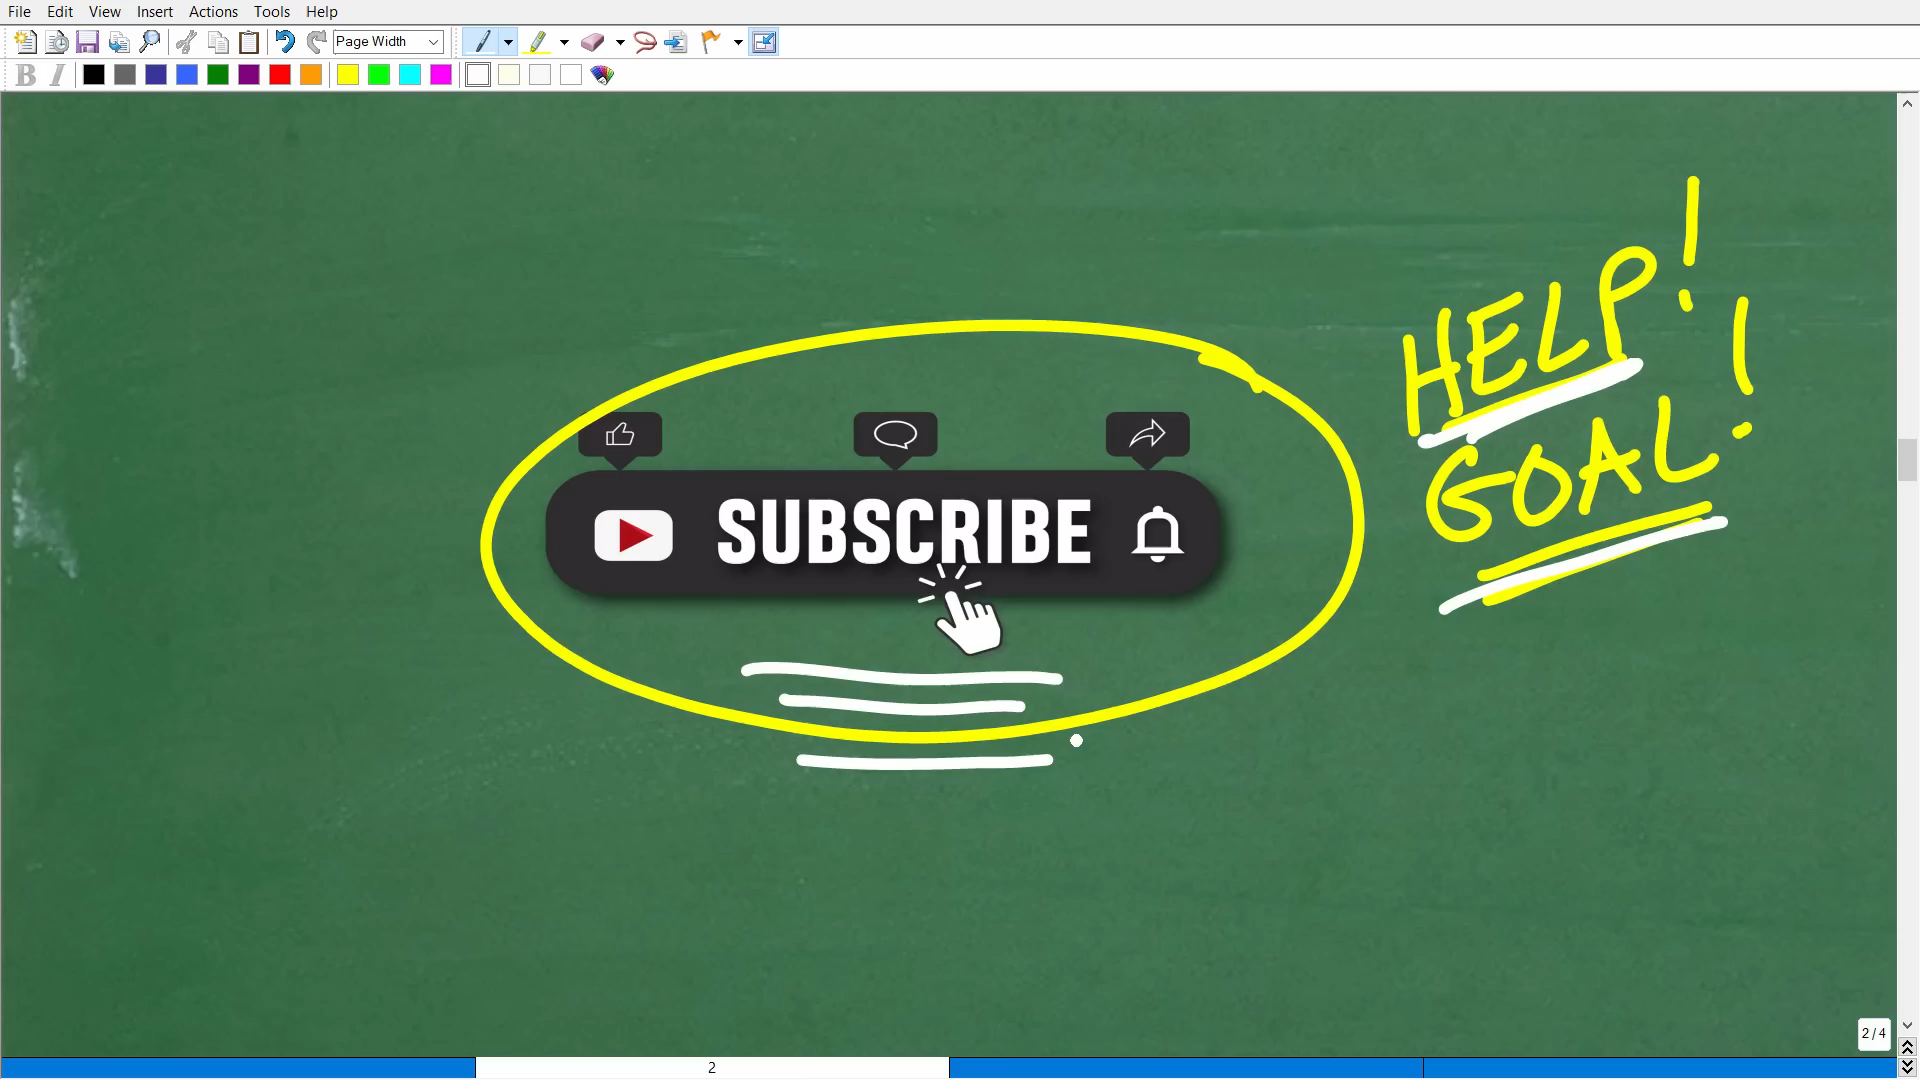 File Edit View Insert Actions Tools Help
Page Width
B I
HELP!
GOAL!
SUBSCRIBE
2 / 4
2